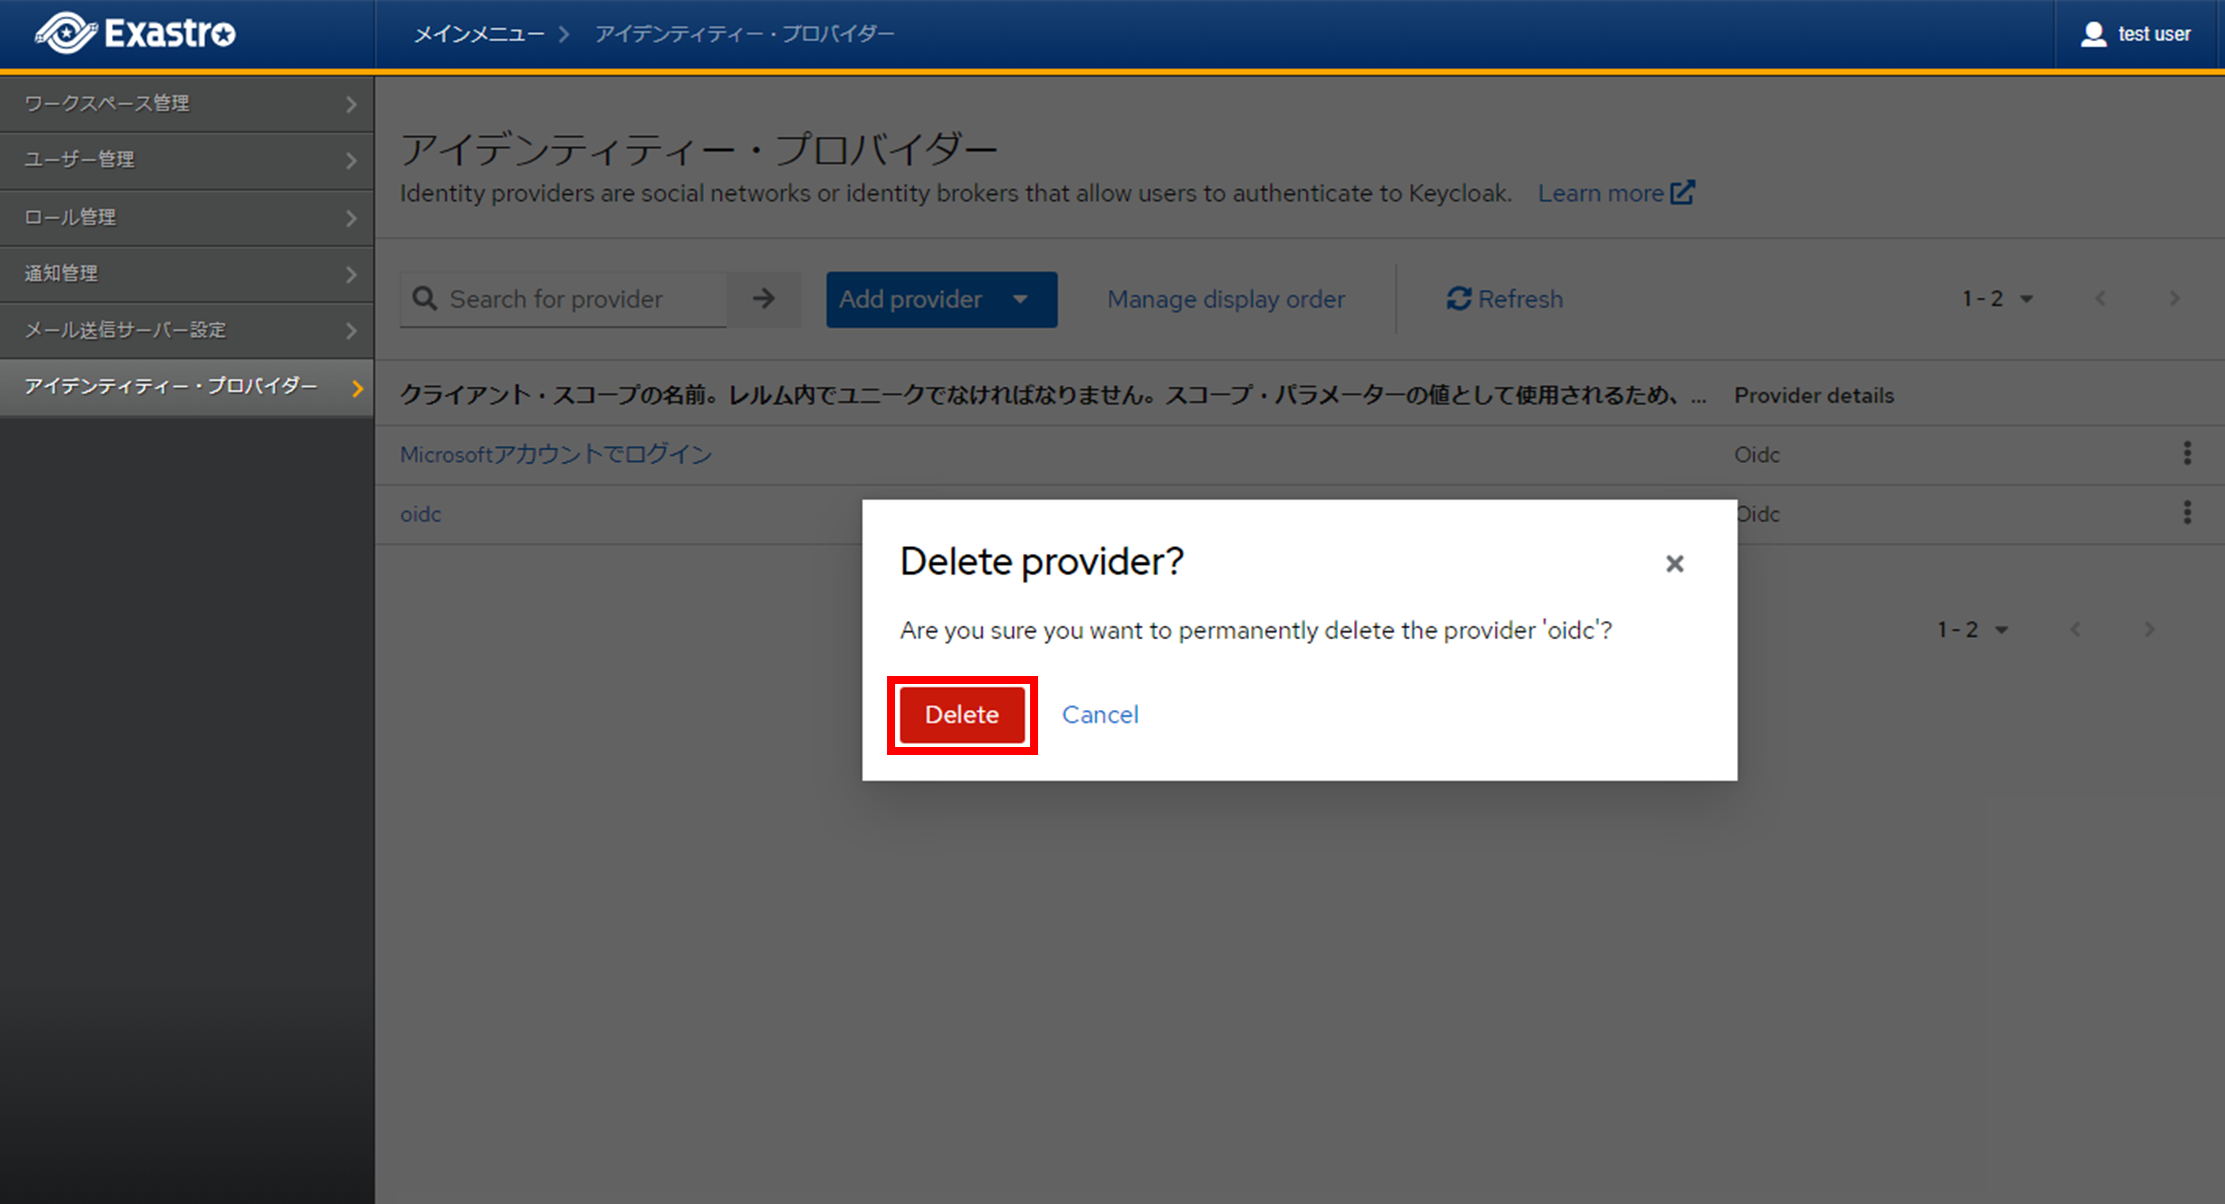 Exastro
メインメニュー
アイデンティティー・プロバイダー
test user
ワークスペース管理
ユーザー管理
ロール管理
通知管理
メール送信サーバー設定
アイデンティティー・プロバイダー
アイデンティティー・プロバイダー
Identity providers are social networks or identity brokers that allow users to authenticate to Keycloak. Learn more
Search for provider
Add provider
Manage display order
Refresh
1 - 2
クライアント・スコープの名前。レルム内でユニークでなければなりません。スコープ・パラメーターの値として使用されるため、... Provider details
Microsoftアカウントでログイン Oidc
oidc Oidc
Delete provider?
Are you sure you want to permanently delete the provider 'oidc'?
Delete
Cancel
1 - 2